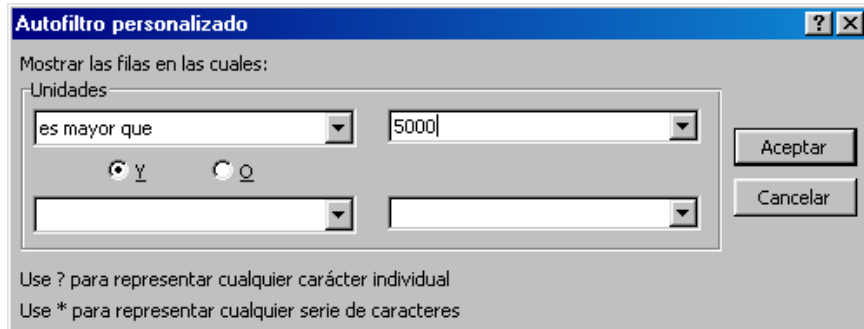 Autofiltro personalizado
Mostrar las filas en las cuales:
Unidades
es mayor que 5000
Aceptar
Y O
Cancelar
Use ? para representar cualquier carácter individual
Use * para representar cualquier serie de caracteres